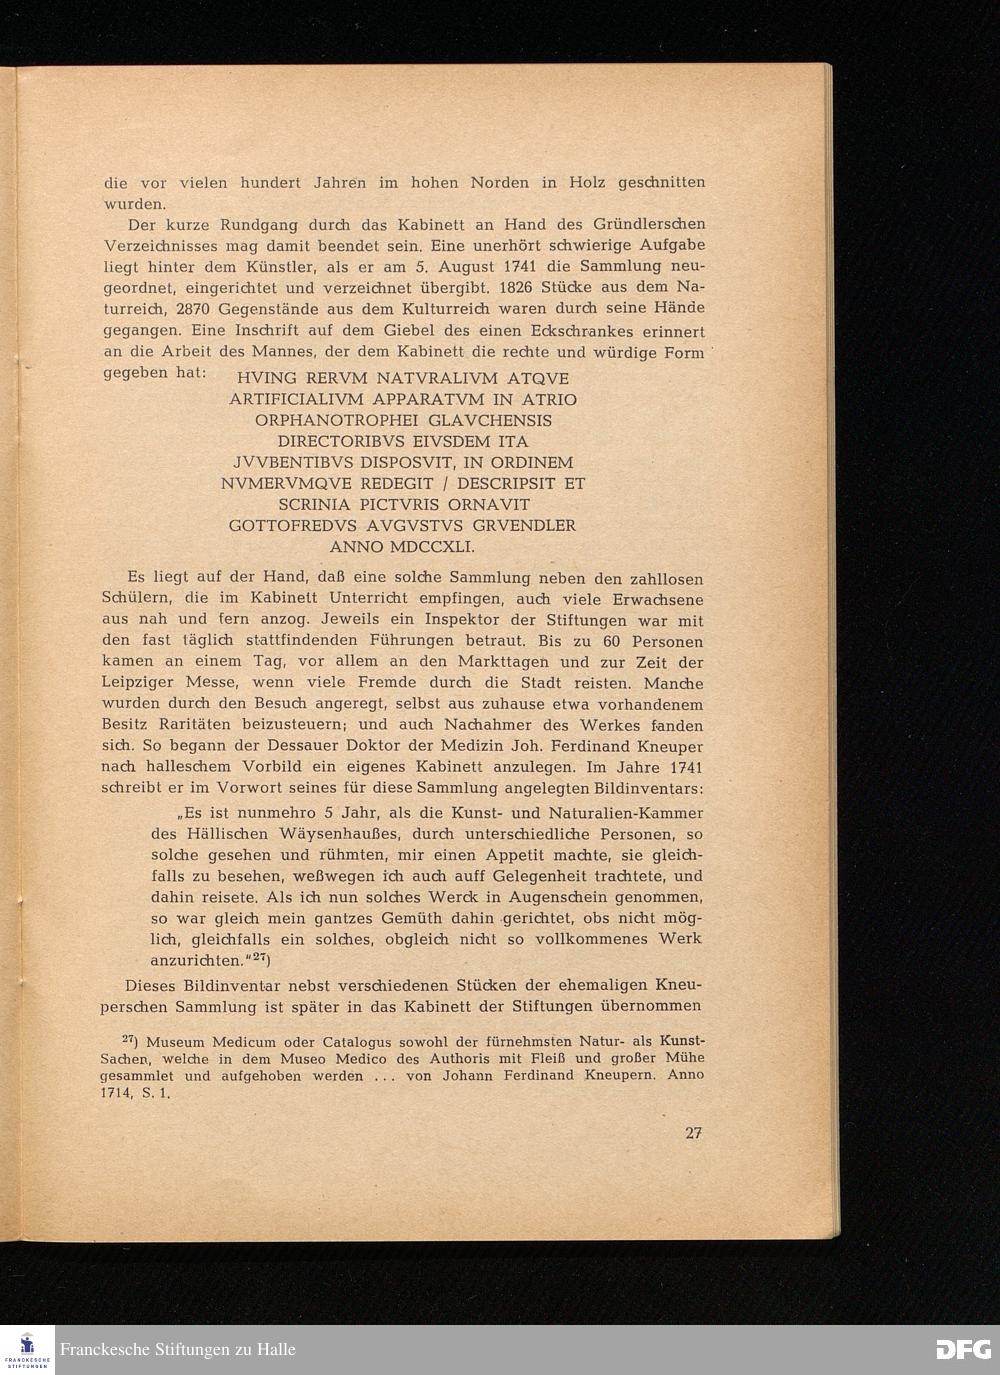 die vor vielen hundert Jahren im hohen Norden in Holz geschnitten
wurden.
Der kurze Rundgang durch das Kabinett an Hand des Gründlerschen
Verzeichnisses mag damit beendet sein. Eine unerhört schwierige Aufgabe
liegt hinter dem Künstler, als er am 5. August 1741 die Sammlung neu-
geordnet, eingerichtet und verzeichnet übergibt. 1826 Stücke aus dem Na-
turreich, 2870 Gegenstände aus dem Kulturreich waren durch seine Hände
gegangen. Eine Inschrift auf dem Giebel des einen Eckschrankes erinnert
an die Arbeit des Mannes, der dem Kabinett die rechte und würdige Form
gegeben hat:
HVING RERVM NATVRALIVM ATQVE
ARTIFICIALIVM APPARATVM IN ATRIO
ORPHANOTROPHEI GLAVCHENSIS
DIRECTORIBVS EIVSDEM ITA
JVVBENTIBVS DISPOSVIT, IN ORDINEM
NVMERVMQVE REDEGIT / DESCRIPSIT ET
SCRINIA PICTVRIS ORNAVIT
GOTTOFREDVS AVGVSTVS GRVENDLER
ANNO MDCCXLI.
Es liegt auf der Hand, daß eine solche Sammlung neben den zahllosen
Schülern, die im Kabinett Unterricht empfingen, auch viele Erwachsene
aus nah und fern anzog. Jeweils ein Inspektor der Stiftungen war mit
den fast täglich stattfindenden Führungen betraut. Bis zu 60 Personen
kamen an einem Tag, vor allem an den Markttagen und zur Zeit der
Leipziger Messe, wenn viele Fremde durch die Stadt reisten. Manche
wurden durch den Besuch angeregt, selbst aus zuhause etwa vorhandenem
Besitz Raritäten beizusteuern; und auch Nachahmer des Werkes fanden
sich. So begann der Dessauer Doktor der Medizin Joh. Ferdinand Kneuper
nach halleschem Vorbild ein eigenes Kabinett anzulegen. Im Jahre 1741
schreibt er im Vorwort seines für diese Sammlung angelegten Bildinventars:
„Es ist nunmehro 5 Jahr, als die Kunst- und Naturalien-Kammer
des Hällischen Wäysenhaußes, durch unterschiedliche Personen, so
solche gesehen und rühmten, mir einen Appetit machte, sie gleich-
falls zu besehen, weßwegen ich auch auff Gelegenheit trachtete, und
dahin reisete. Als ich nun solches Werck in Augenschein genommen,
so war gleich mein gantzes Gemüth dahin gerichtet, obs nicht mög-
lich, gleichfalls ein solches, obgleich nicht so vollkommenes Werk
anzurichten."27)
Dieses Bildinventar nebst verschiedenen Stücken der ehemaligen Kneu-
perschen Sammlung ist später in das Kabinett der Stiftungen übernommen
27) Museum Medicum oder Catalogus sowohl der fürnehmsten Natur- als Kunst-
Sachen, welche in dem Museo Medico des Authoris mit Fleiß und großer Mühe
gesammlet und aufgehoben werden ... von Johann Ferdinand Kneupern. Anno
1714, S. 1.
27
FRANCKESCHE
STIFTUNGEN
Franckesche Stiftungen zu Halle
DFG